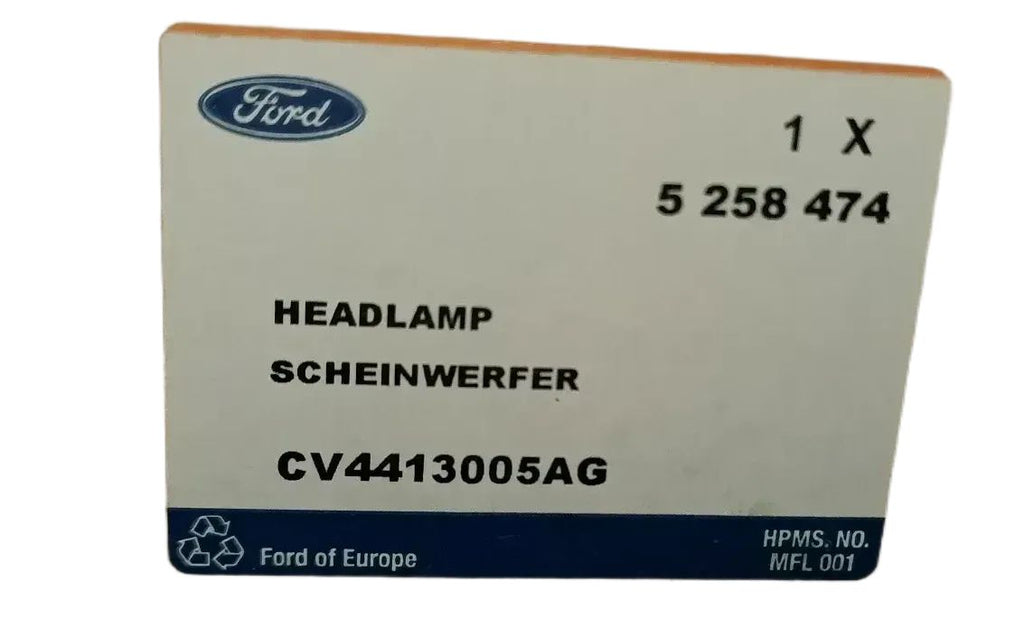 Ford
1 X
5 258 474
HEADLAMP
SCHEINWERFER
CV4413005AG
Ford of Europe
HPMS. NO.
MFL 001